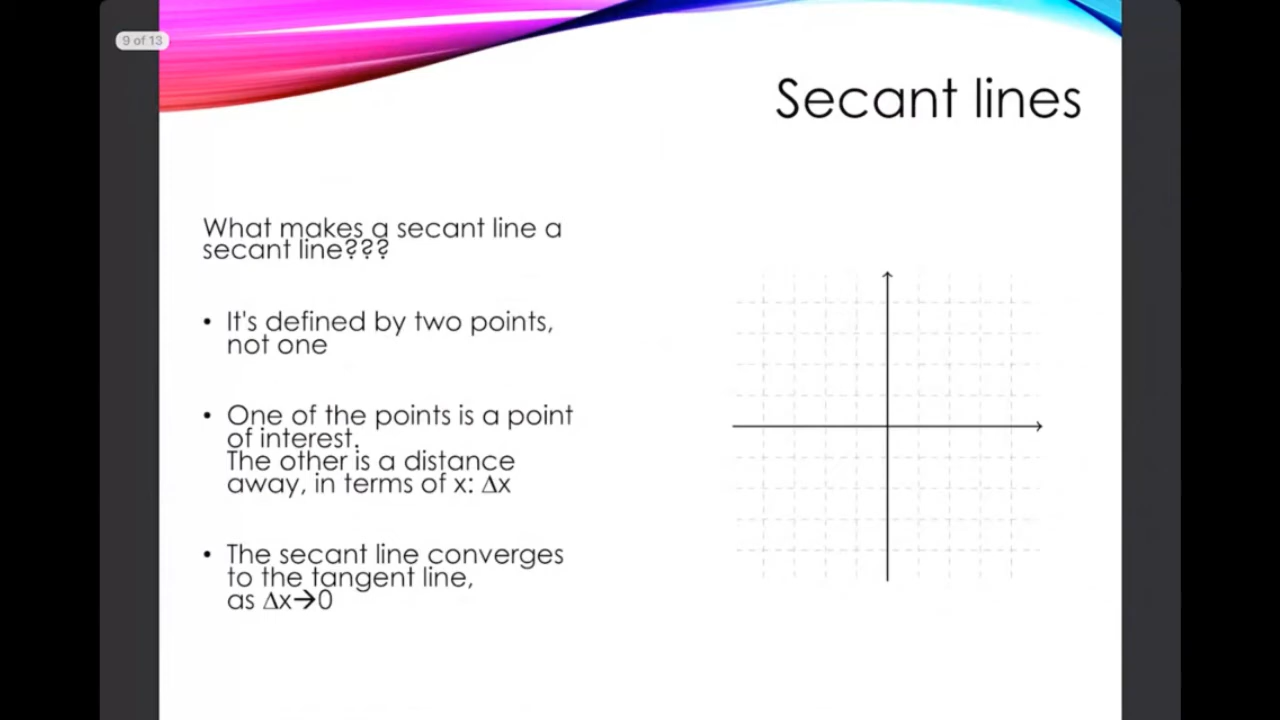 9 of 13
Secant lines
What makes a secant line a
secant line???
• It's defined by two points,
not one
• One of the points is a point
of interest.
The other is a distance
away, in terms of x: Δx
• The secant line converges
to the tangent line,
as Δx→0